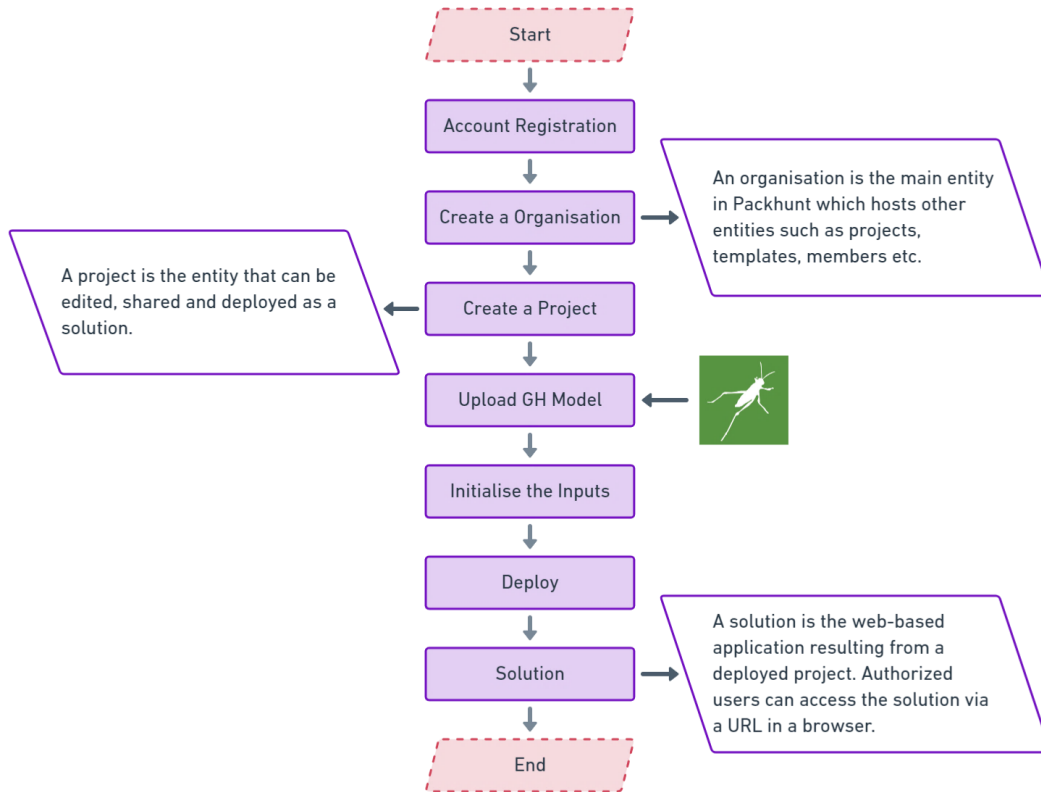 Start
Account Registration
Create a Organisation
An organisation is the main entity
in Packhunt which hosts other
entities such as projects,
templates, members etc.
A project is the entity that can be
edited, shared and deployed as a
solution.
Create a Project
Upload GH Model
Initialise the Inputs
Deploy
Solution
A solution is the web-based
application resulting from a
deployed project. Authorized
users can access the solution via
a URL in a browser.
End